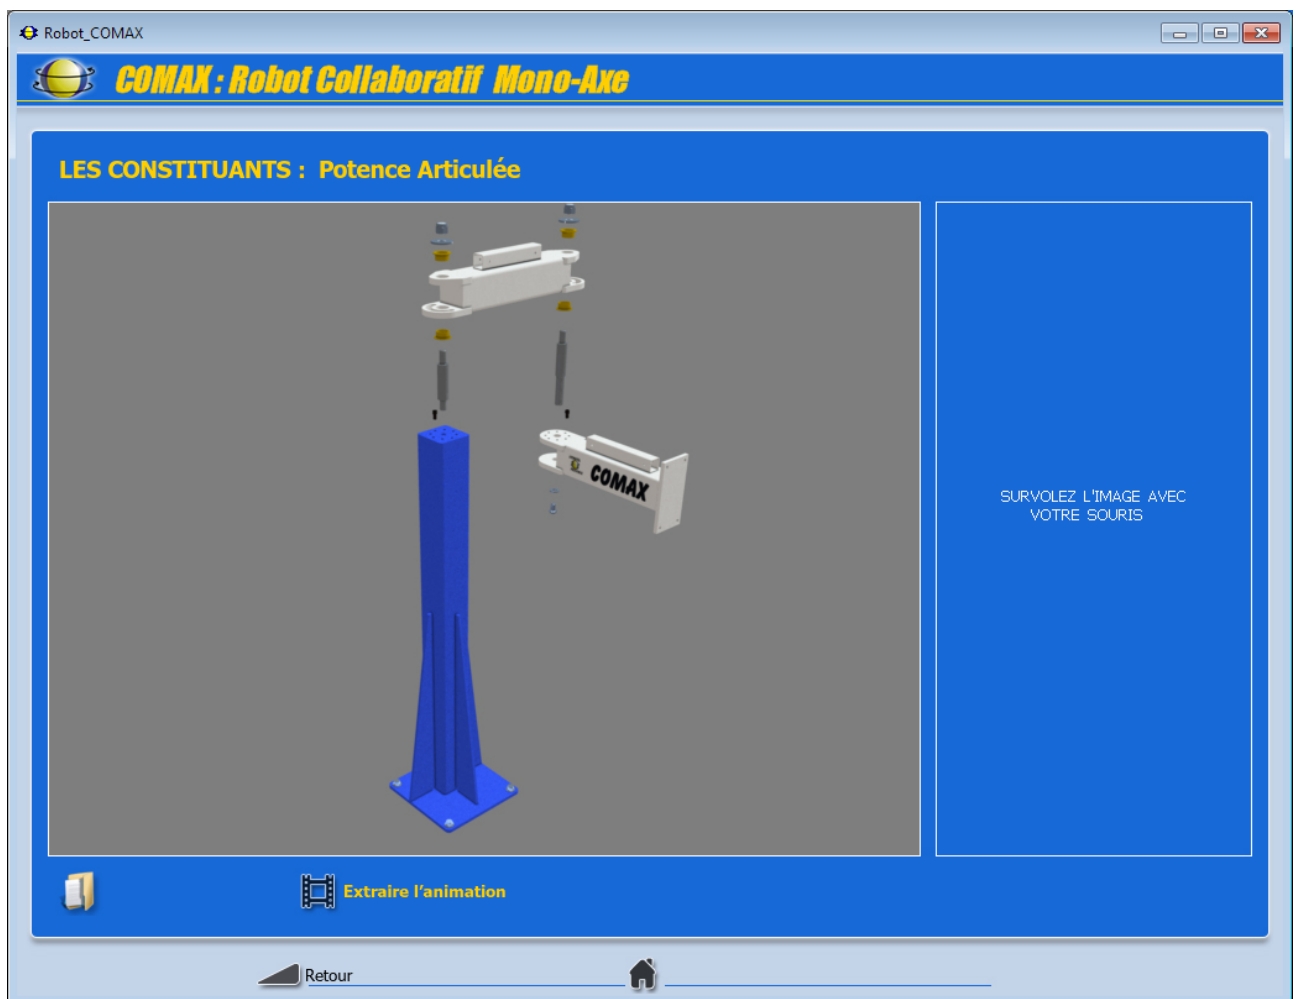 Robot_COMAX
COMAX : Robot Collaboratif Mono-Axe
LES CONSTITUANTS : Potence Articulée
COMAX
SURVOLEZ L'IMAGE AVEC
VOTRE SOURIS
Extraire l'animation
Retour